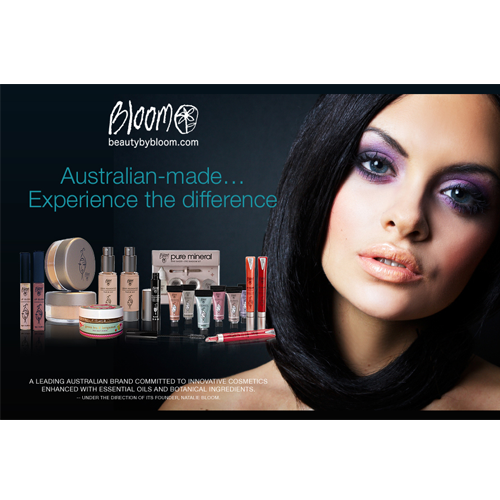 Bloom
beautybybloom.com
Australian-made...
Experience the difference
pure mineral
A LEADING AUSTRALIAN BRAND COMMITTED TO INNOVATIVE COSMETICS
ENHANCED WITH ESSENTIAL OILS AND BOTANICAL INGREDIENTS.
— UNDER THE DIRECTION OF ITS FOUNDER, NATALIE BLOOM.